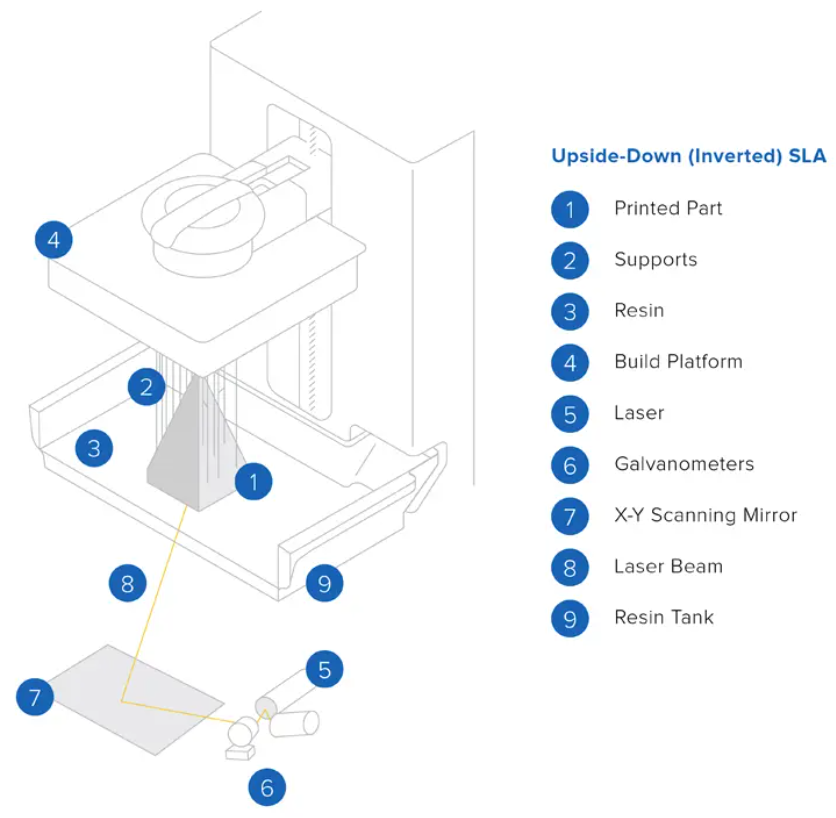 Upside-Down (Inverted) SLA
1 Printed Part
2 Supports
3 Resin
4 Build Platform
5 Laser
6 Galvanometers
7 X-Y Scanning Mirror
8 Laser Beam
9 Resin Tank
4
2
3
1
8
9
5
7
6